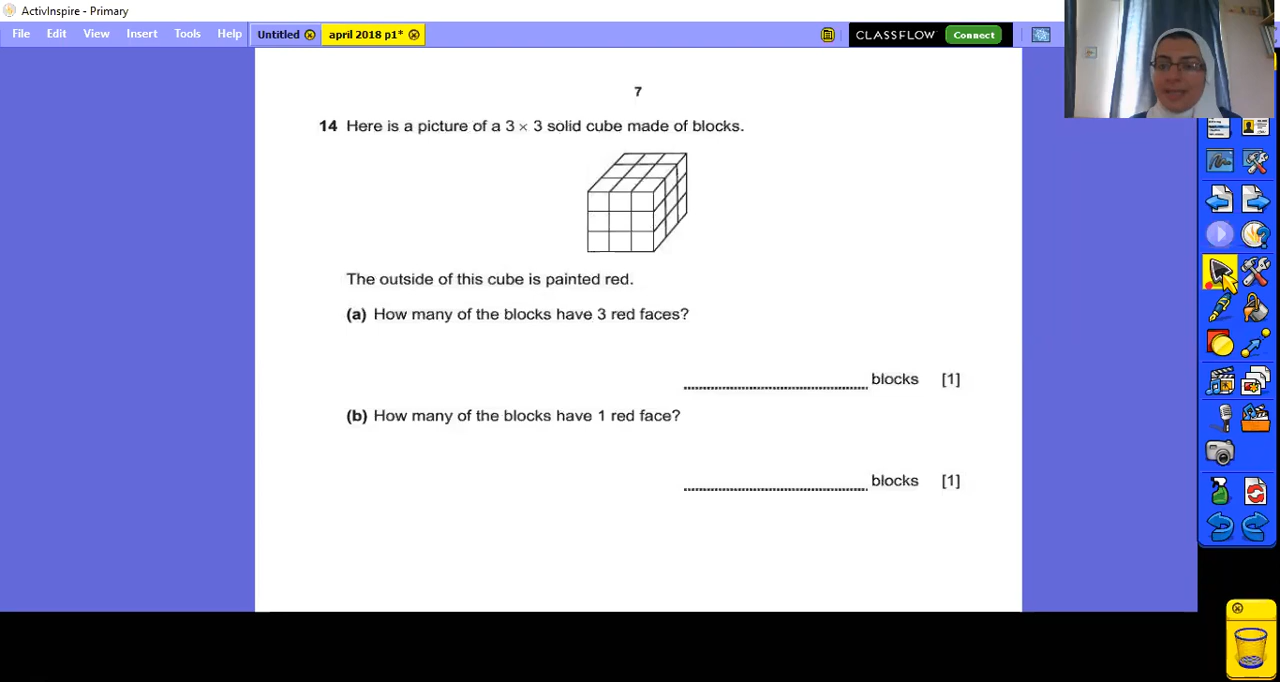 ActivInspire - Primary
File Edit View Insert Tools Help
Untitled
april 2018 p1*
CLASSFLOW
Connect
7
14 Here is a picture of a 3 × 3 solid cube made of blocks.
The outside of this cube is painted red.
(a) How many of the blocks have 3 red faces?
blocks [1]
(b) How many of the blocks have 1 red face?
blocks [1]